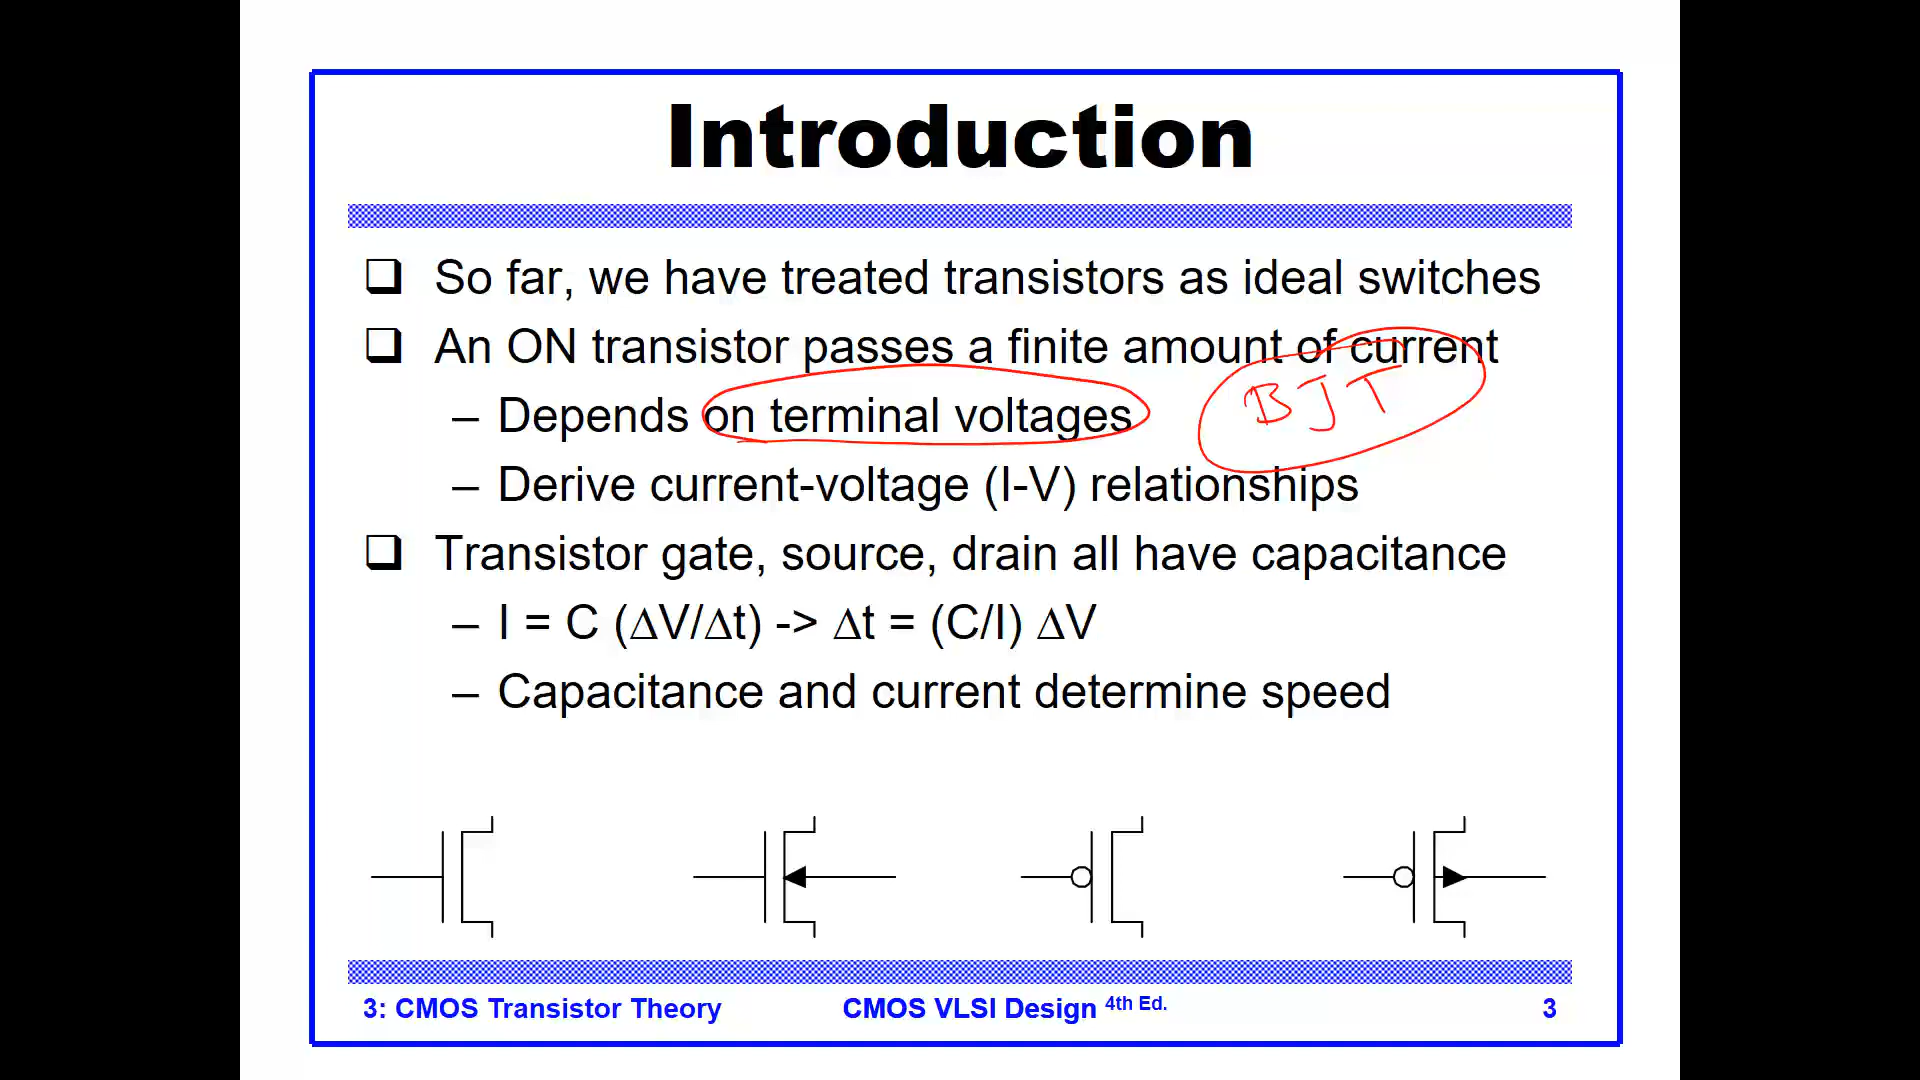 Introduction
❑ So far, we have treated transistors as ideal switches
❑ An ON transistor passes a finite amount of current
– Depends on terminal voltages
BJT
– Derive current-voltage (I-V) relationships
❑ Transistor gate, source, drain all have capacitance
– I = C (ΔV/Δt) -> Δt = (C/I) ΔV
– Capacitance and current determine speed
3: CMOS Transistor Theory CMOS VLSI Design 4th Ed. 3